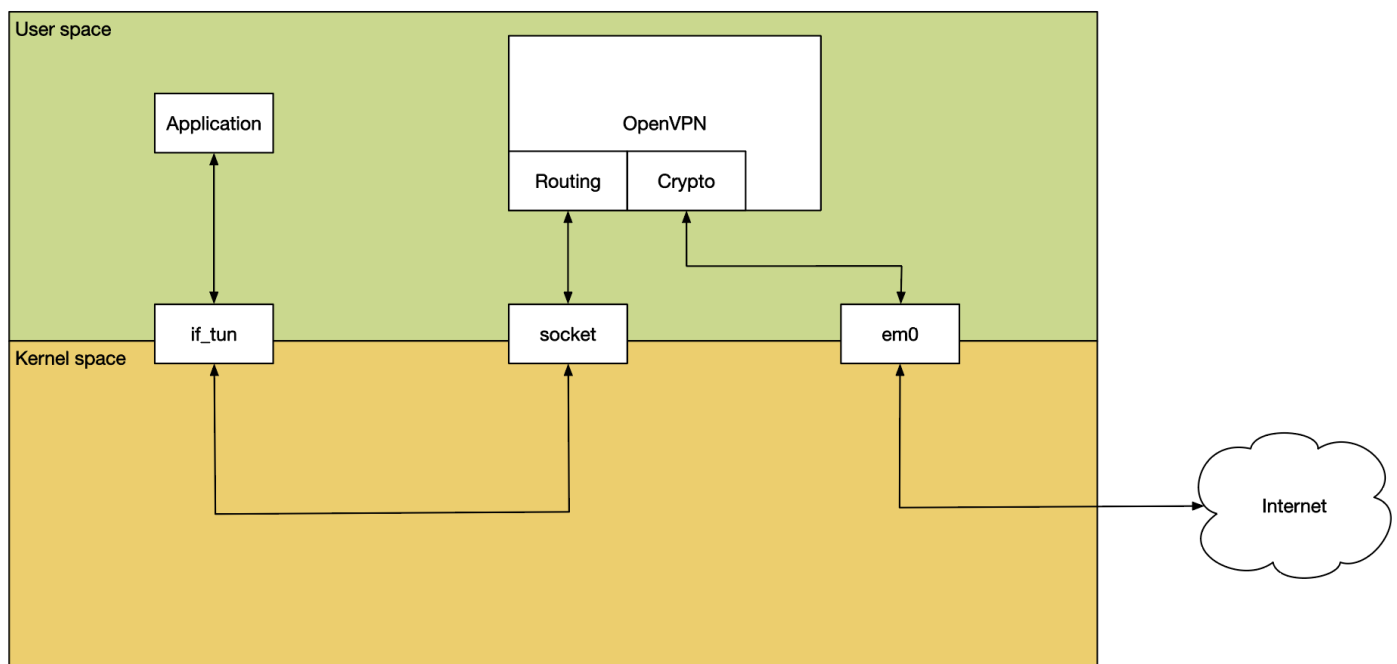 User space
Application
OpenVPN
Routing
Crypto
if_tun
socket
em0
Kernel space
Internet